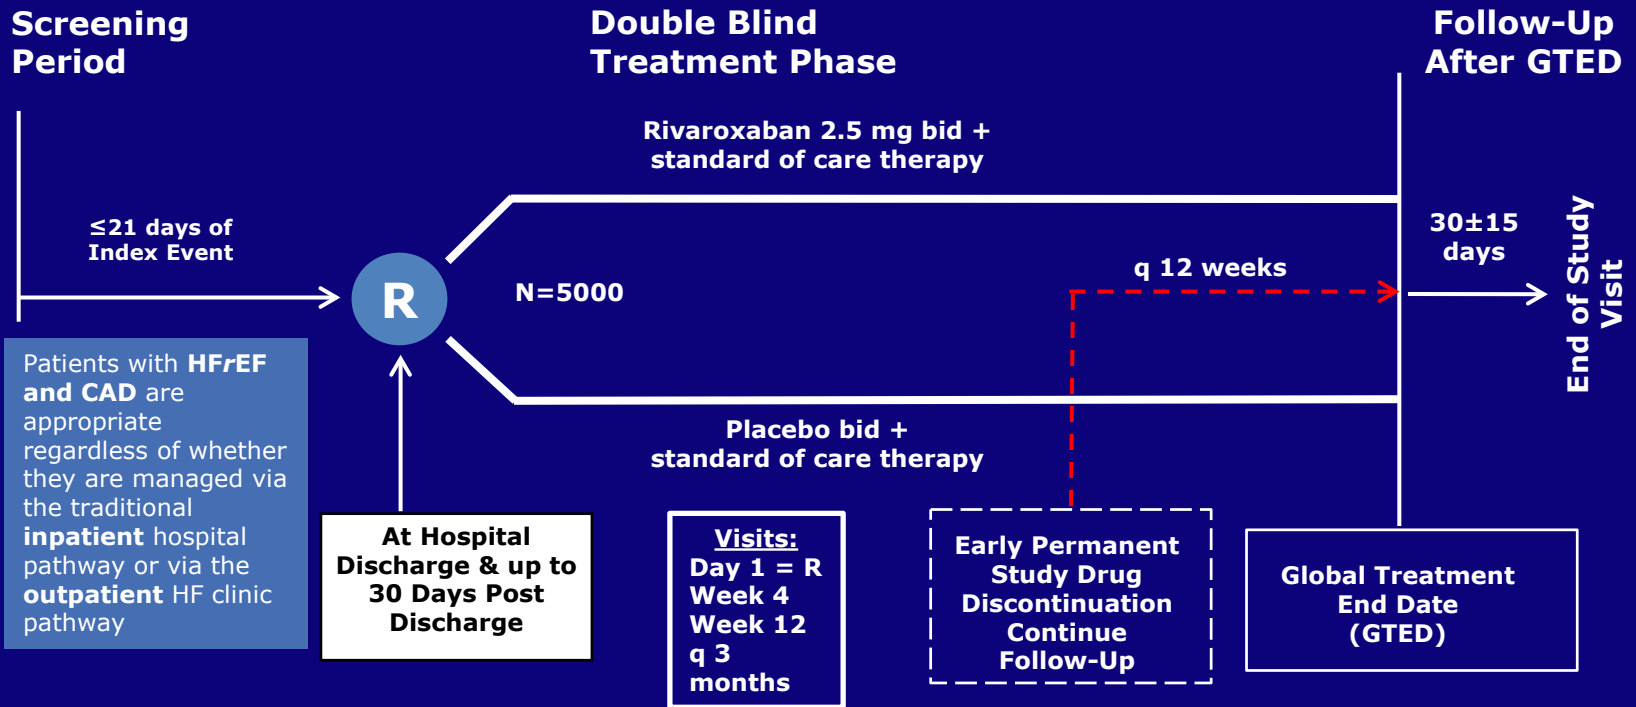 Screening
Period
Double Blind
Treatment Phase
Follow-Up
After GTED
Rivaroxaban 2.5 mg bid +
standard of care therapy
≤21 days of
Index Event
R
N=5000
q 12 weeks
30±15
days
End of Study
Visit
Patients with HFrEF
and CAD are
appropriate
regardless of whether
they are managed via
the traditional
inpatient hospital
pathway or via the
outpatient HF clinic
pathway
Placebo bid +
standard of care therapy
At Hospital
Discharge & up to
30 Days Post
Discharge
Visits:
Day 1 = R
Week 4
Week 12
q 3
months
Early Permanent
Study Drug
Discontinuation
Continue
Follow-Up
Global Treatment
End Date
(GTED)